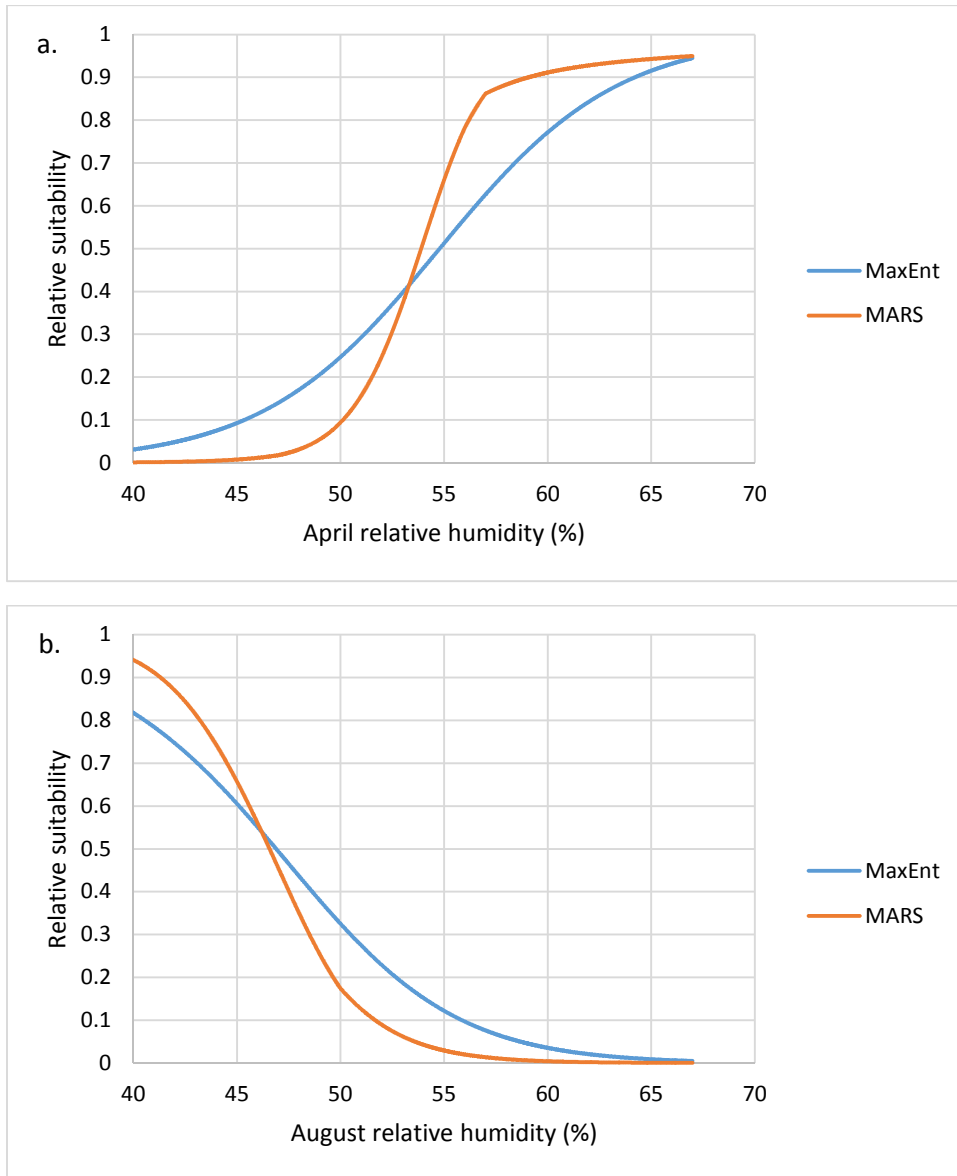 a.
1
0.9
0.8
0.7
0.6
0.5
0.4
0.3
0.2
0.1
0
Relative suitability
40 45 50 55 60 65 70
April relative humidity (%)
MaxEnt
MARS
b.
1
0.9
0.8
0.7
0.6
0.5
0.4
0.3
0.2
0.1
0
Relative suitability
40 45 50 55 60 65 70
August relative humidity (%)
MaxEnt
MARS